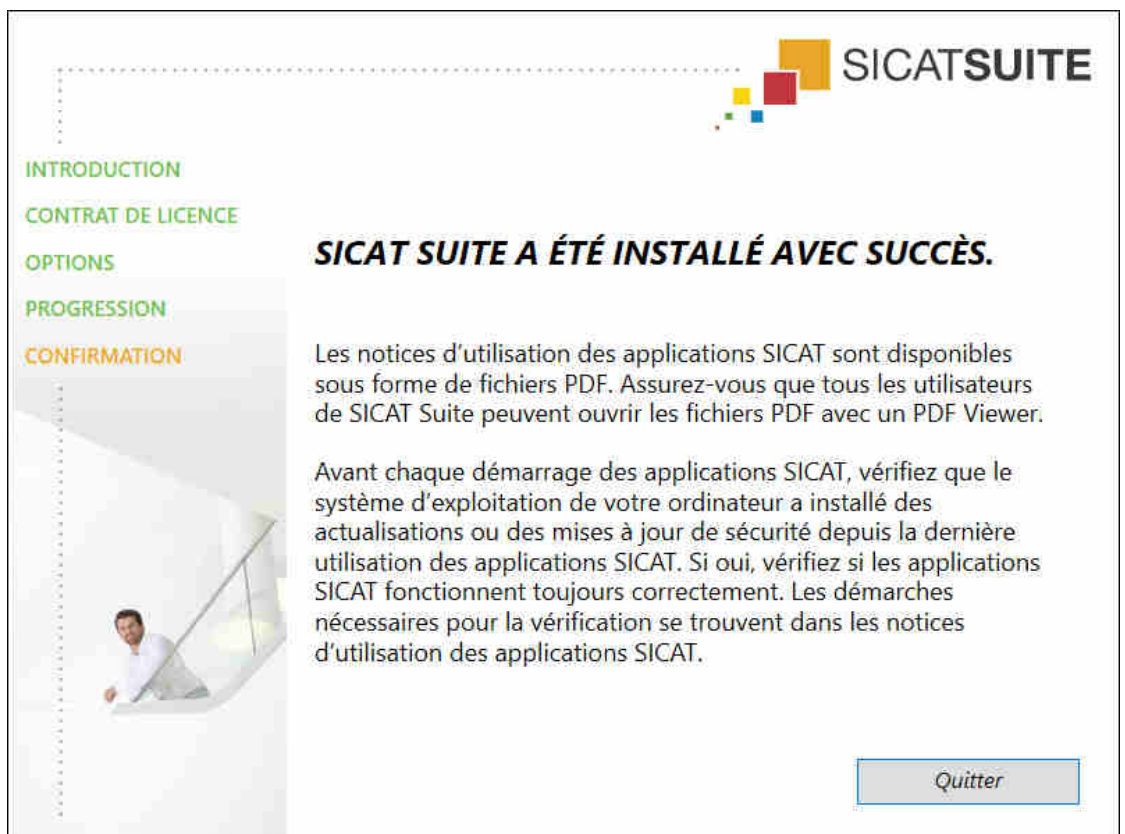 SICATSUITE
INTRODUCTION
CONTRAT DE LICENCE
OPTIONS
PROGRESSION
CONFIRMATION
SICAT SUITE A ÉTÉ INSTALLÉ AVEC SUCCÈS.
Les notices d'utilisation des applications SICAT sont disponibles
sous forme de fichiers PDF. Assurez-vous que tous les utilisateurs
de SICAT Suite peuvent ouvrir les fichiers PDF avec un PDF Viewer.
Avant chaque démarrage des applications SICAT, vérifiez que le
système d'exploitation de votre ordinateur a installé des
actualisations ou des mises à jour de sécurité depuis la dernière
utilisation des applications SICAT. Si oui, vérifiez si les applications
SICAT fonctionnent toujours correctement. Les démarches
nécessaires pour la vérification se trouvent dans les notices
d'utilisation des applications SICAT.
Quitter